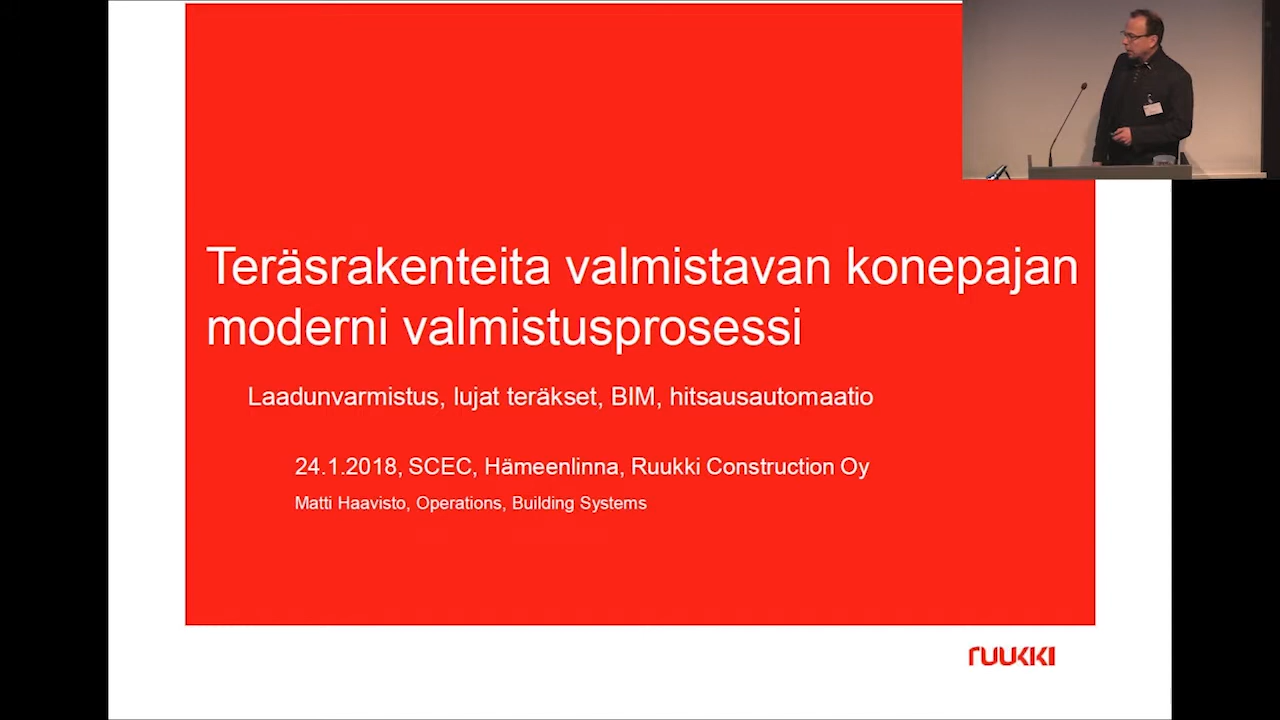 Teräsrakenteita valmistavan konepajan
moderni valmistusprosessi
Laadunvarmistus, lujat teräkset, BIM, hitsausautomaatio
24.1.2018, SCEC, Hämeenlinna, Ruukki Construction Oy
Matti Haavisto, Operations, Building Systems
ruukki